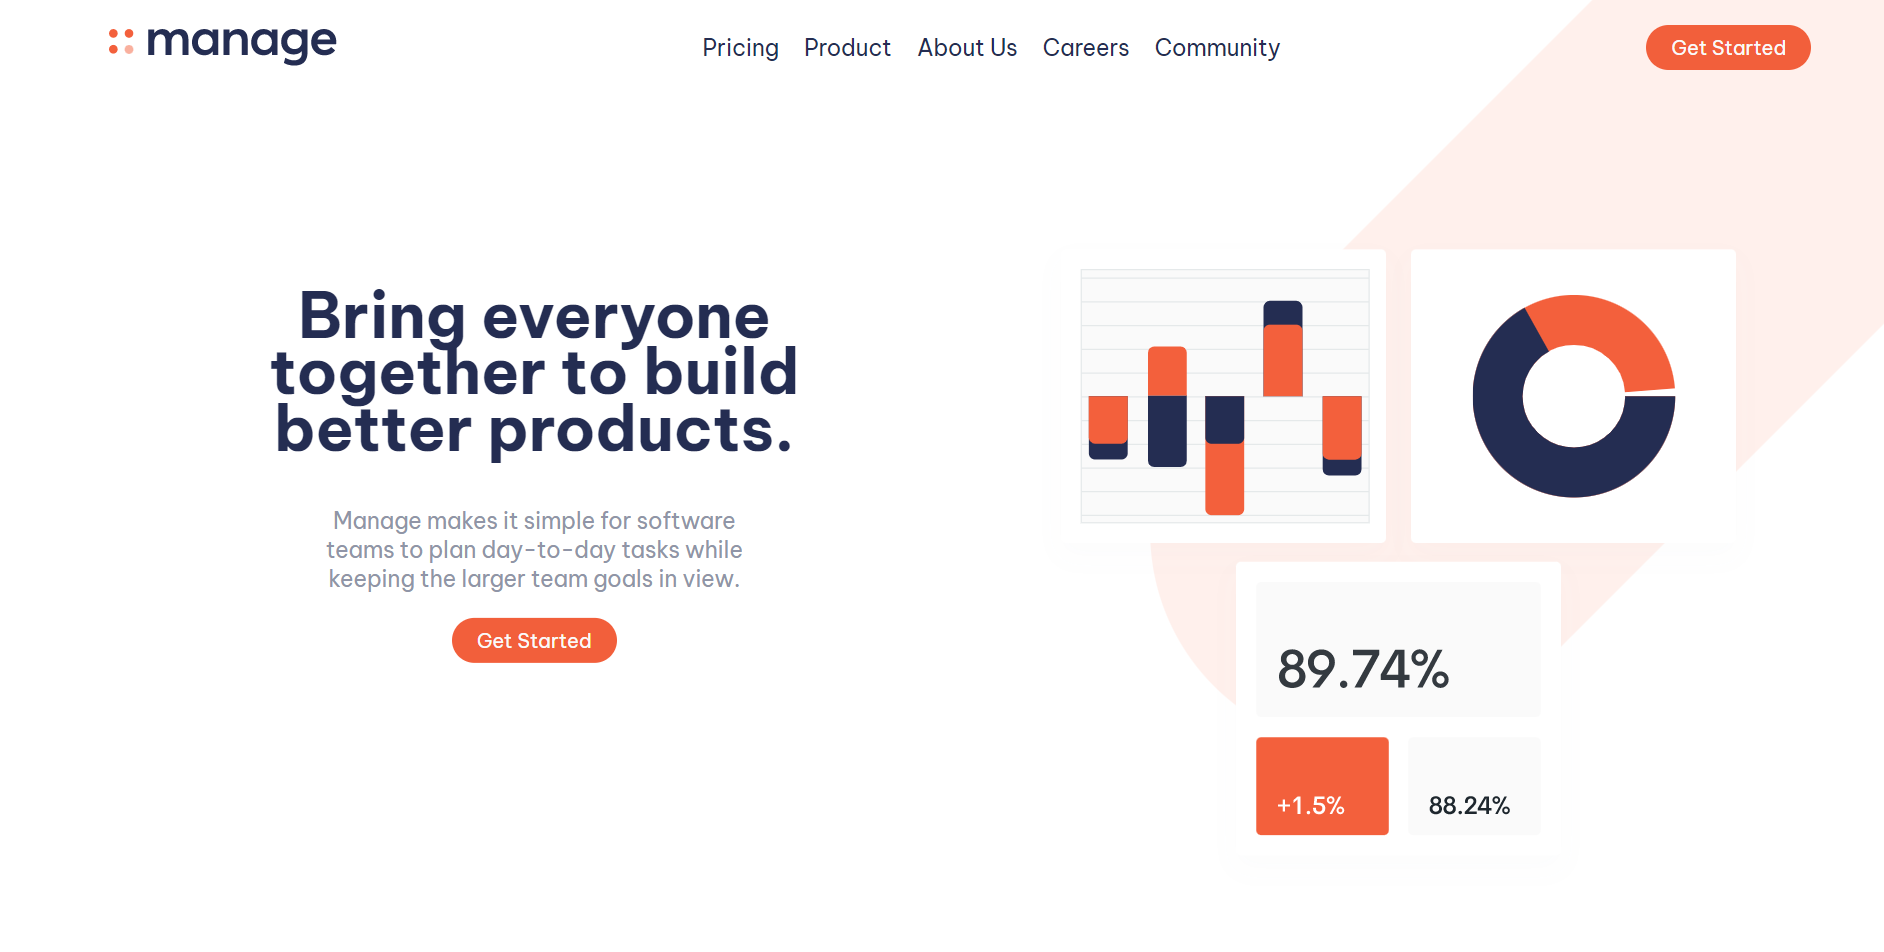 manage
Pricing Product About Us Careers Community
Get Started
Bring everyone
together to build
better products.
Manage makes it simple for software
teams to plan day-to-day tasks while
keeping the larger team goals in view.
Get Started
89.74%
+1.5%
88.24%